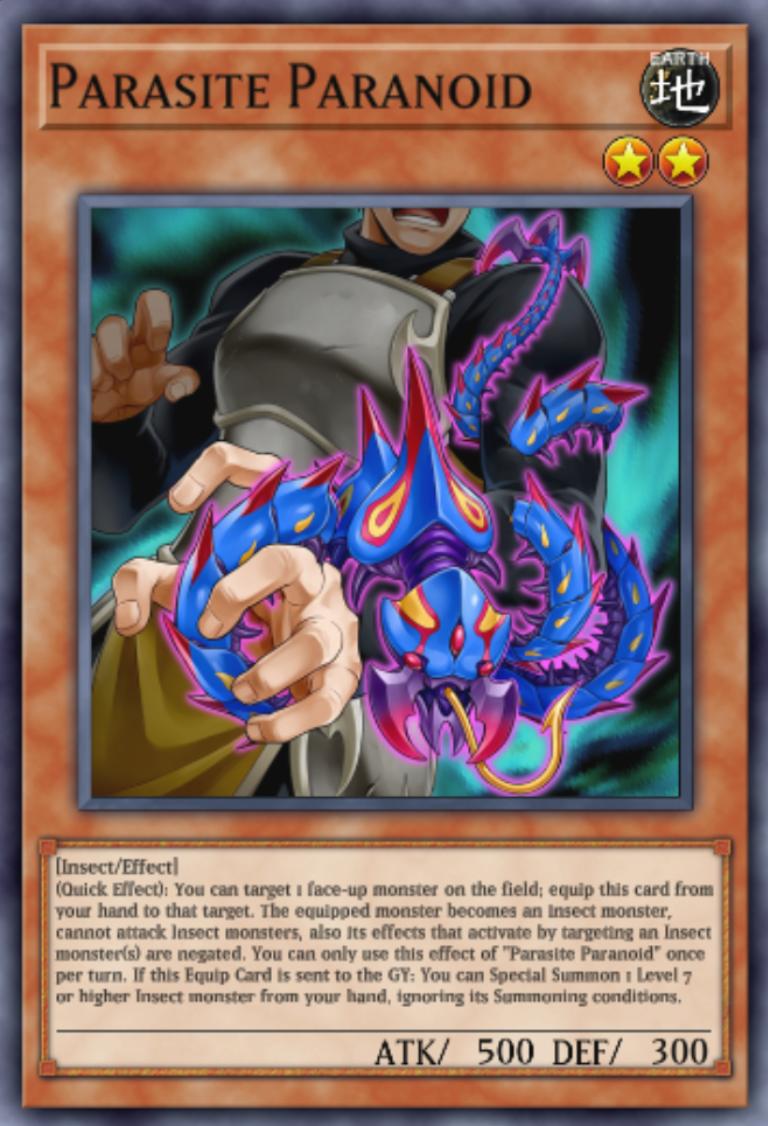 PARASITE PARANOID
EARTH
地
[Insect/Effect]
(Quick Effect): You can target 1 face-up monster on the field; equip this card from
your hand to that target. The equipped monster becomes an Insect monster,
cannot attack Insect monsters, also its effects that activate by targeting an Insect
monster(s) are negated. You can only use this effect of "Parasite Paranoid" once
per turn. If this Equip Card is sent to the GY: You can Special Summon 1 Level 7
or higher Insect monster from your hand, ignoring its Summoning conditions.
ATK/ 500 DEF/ 300